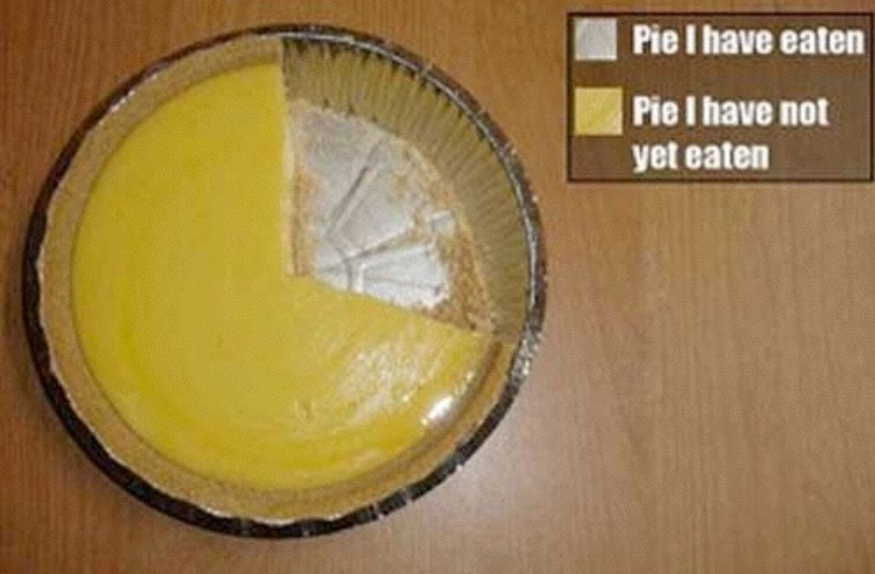 Pie I have eaten
Pie I have not
yet eaten